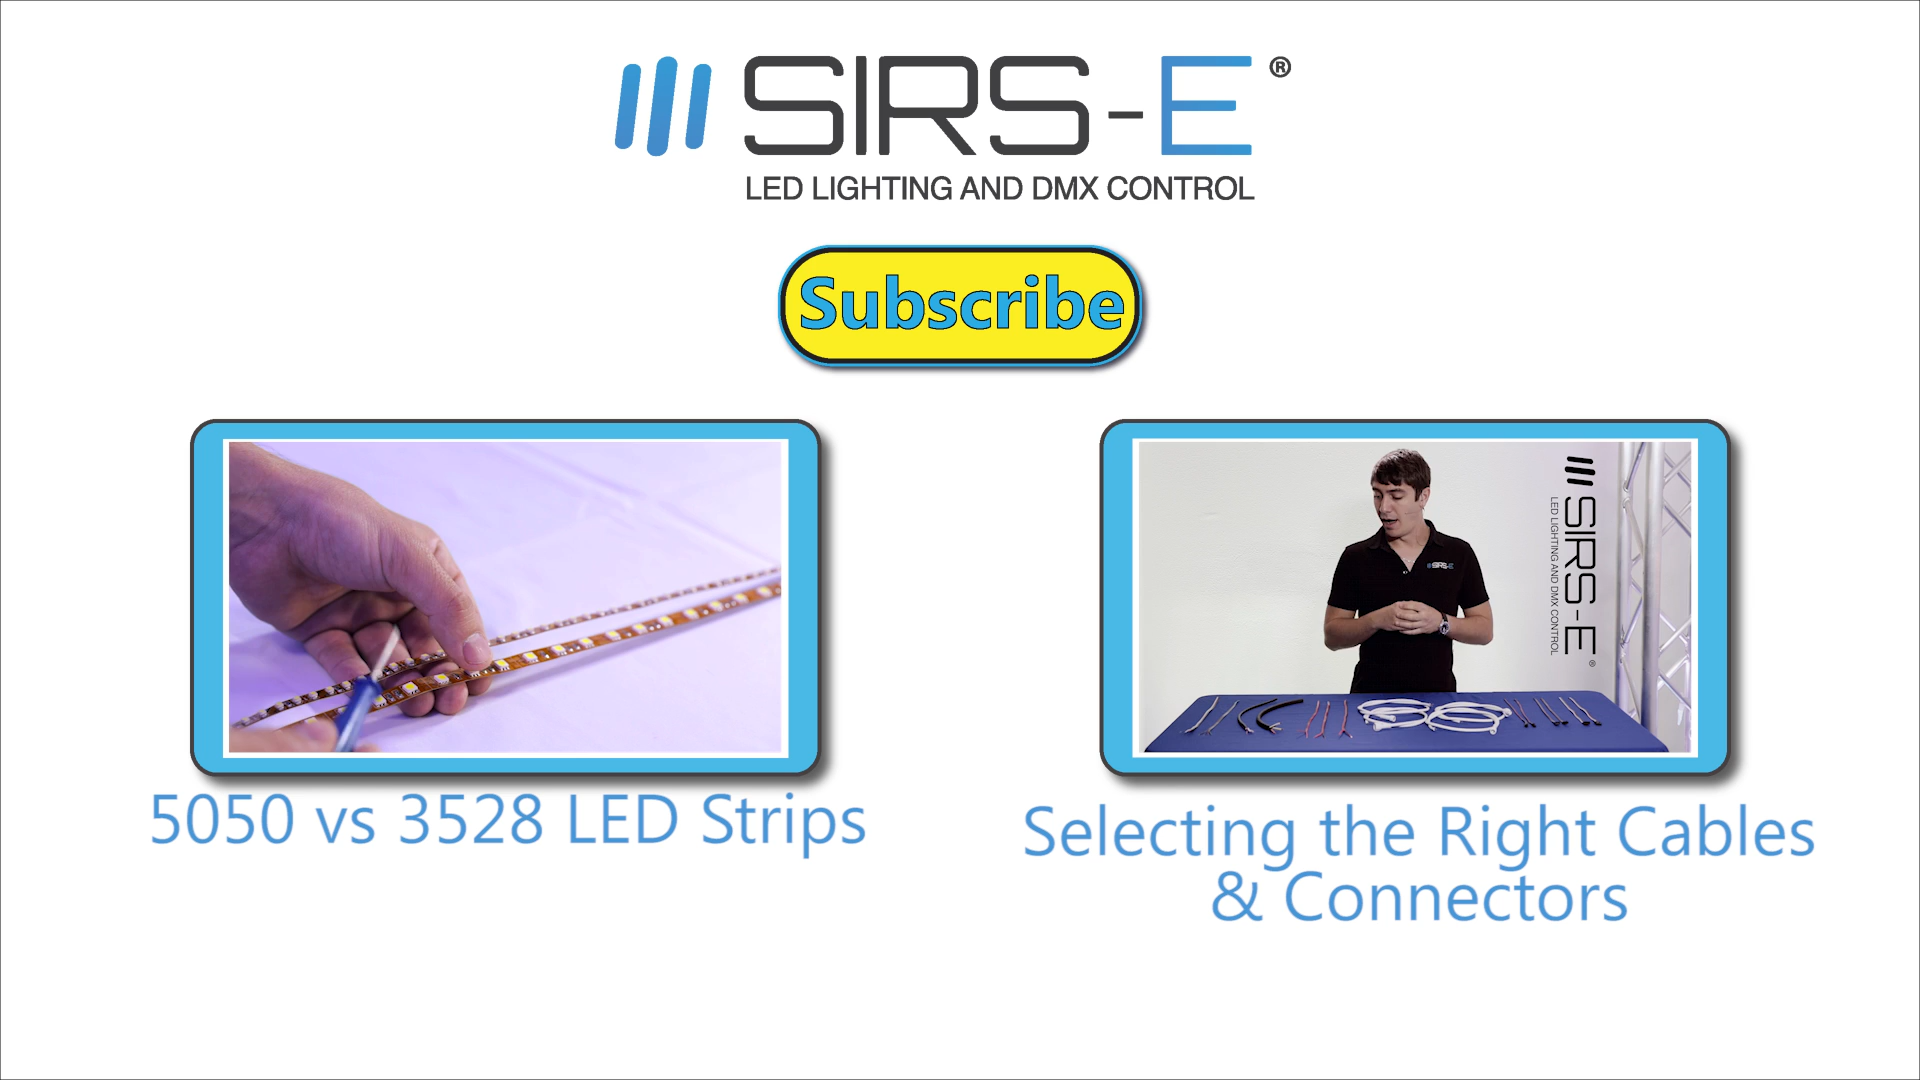 SIRS-E®
LED LIGHTING AND DMX CONTROL
Subscribe
SIRS-E
SIRS-E®
LED LIGHTING AND DMX CONTROL
5050 vs 3528 LED Strips
Selecting the Right Cables
& Connectors